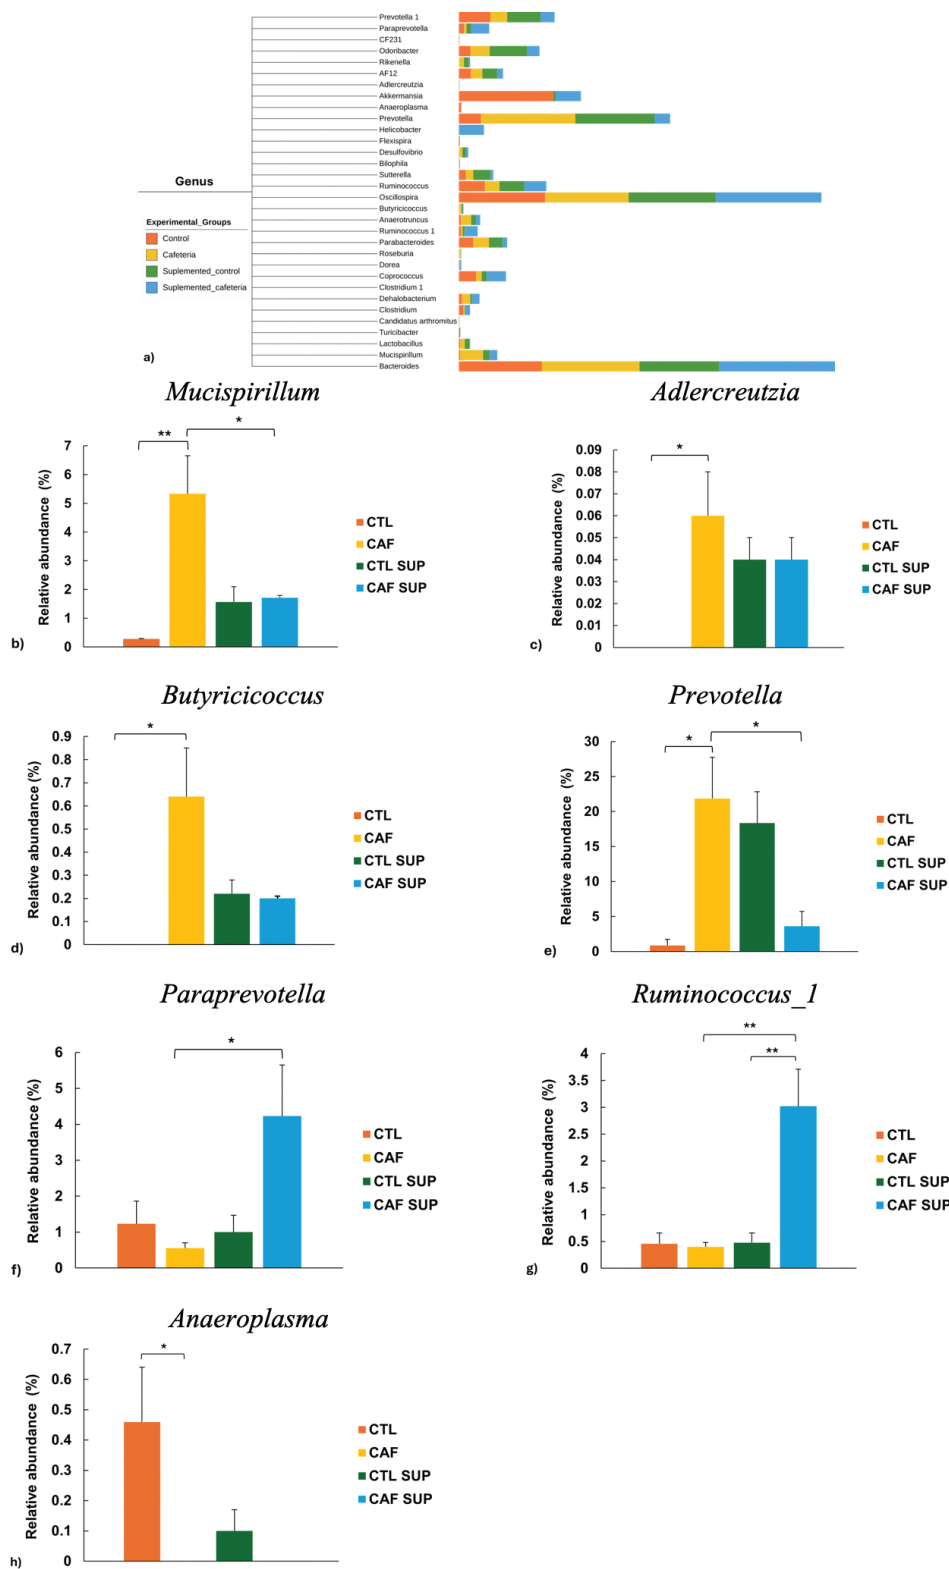 Prevotella 1
Paraprevotella
CF231
Odoribacter
Rikenella
AF12
Adlercreutzia
Akkermansia
Anaeroplasma
Prevotella
Helicobacter
Flexispira
Desulfovibrio
Bilophila
Sutterella
Ruminococcus
Oscillospira
Butyricicoccus
Anaerotruncus
Ruminococcus 1
Parabacteroides
Roseburia
Dorea
Coprococcus
Clostridium 1
Dehalobacterium
Clostridium
Candidatus arthromitus
Turicibacter
Lactobacillus
Mucispirillum
Bacteroides
Genus
Experimental_Groups
Control
Cafeteria
Suplemented_control
Suplemented_cafeteria
a)
Mucispirillum
** *
7
6
5
4
3
2
1
0
Relative abundance (%)
CTL
CAF
CTL SUP
CAF SUP
b)
Adlercreutzia
*
0.09
0.08
0.07
0.06
0.05
0.04
0.03
0.02
0.01
0
Relative abundance (%)
CTL
CAF
CTL SUP
CAF SUP
c)
Butyricicoccus
*
0.9
0.8
0.7
0.6
0.5
0.4
0.3
0.2
0.1
0
Relative abundance (%)
CTL
CAF
CTL SUP
CAF SUP
d)
Prevotella
* *
30
25
20
15
10
5
0
Relative abundance (%)
CTL
CAF
CTL SUP
CAF SUP
e)
Paraprevotella
*
6
5
4
3
2
1
0
Relative abundance (%)
CTL
CAF
CTL SUP
CAF SUP
f)
Ruminococcus_1
**
**
4
3.5
3
2.5
2
1.5
1
0.5
0
Relative abundance (%)
CTL
CAF
CTL SUP
CAF SUP
g)
Anaeroplasma
*
0.7
0.6
0.5
0.4
0.3
0.2
0.1
0
Relative abundance (%)
CTL
CAF
CTL SUP
CAF SUP
h)